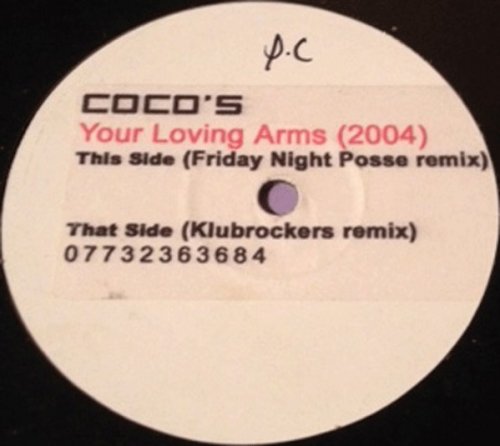 φ.C
COCO'S
Your Loving Arms (2004)
This Side (Friday Night Posse remix)
That Side (Klubrockers remix)
07732363684